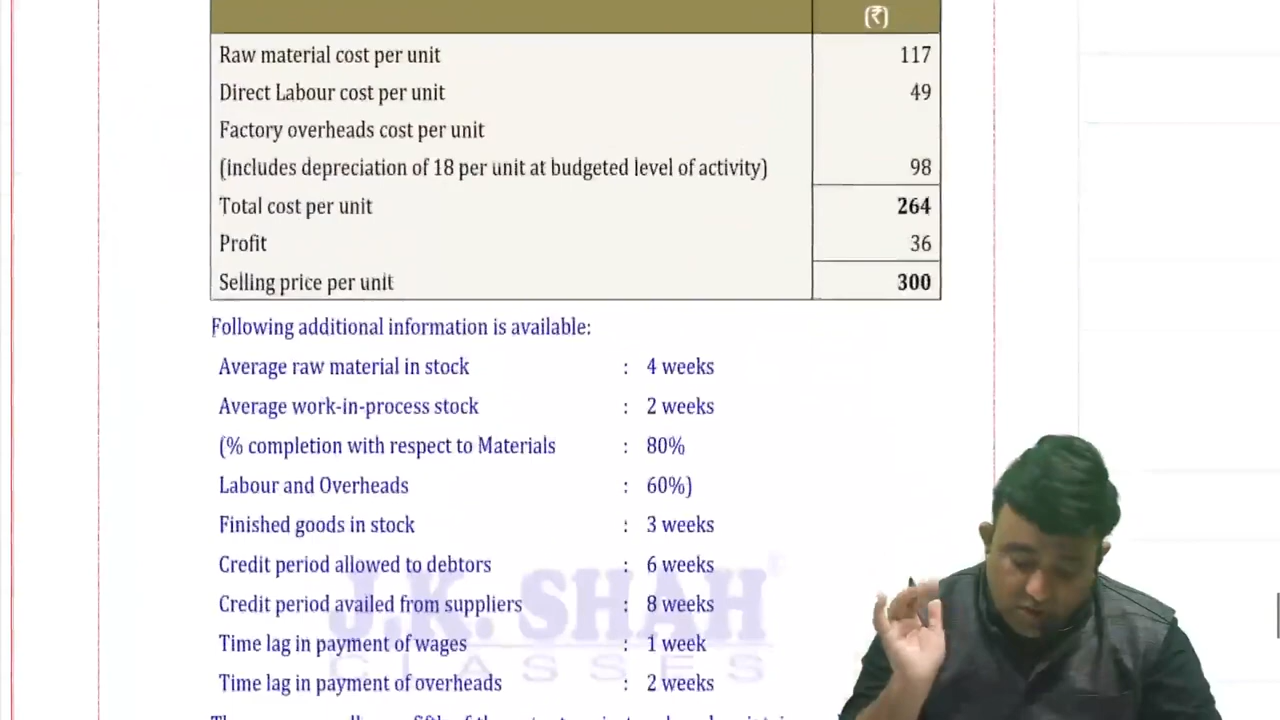 (₹)
Raw material cost per unit 117
Direct Labour cost per unit 49
Factory overheads cost per unit
(includes depreciation of 18 per unit at budgeted level of activity) 98
Total cost per unit 264
Profit 36
Selling price per unit 300
Following additional information is available:
Average raw material in stock : 4 weeks
Average work-in-process stock : 2 weeks
(% completion with respect to Materials : 80%
Labour and Overheads : 60%)
Finished goods in stock : 3 weeks
Credit period allowed to debtors : 6 weeks
Credit period availed from suppliers : 8 weeks
Time lag in payment of wages : 1 week
Time lag in payment of overheads : 2 weeks
J.K. SHAH
CLASSES